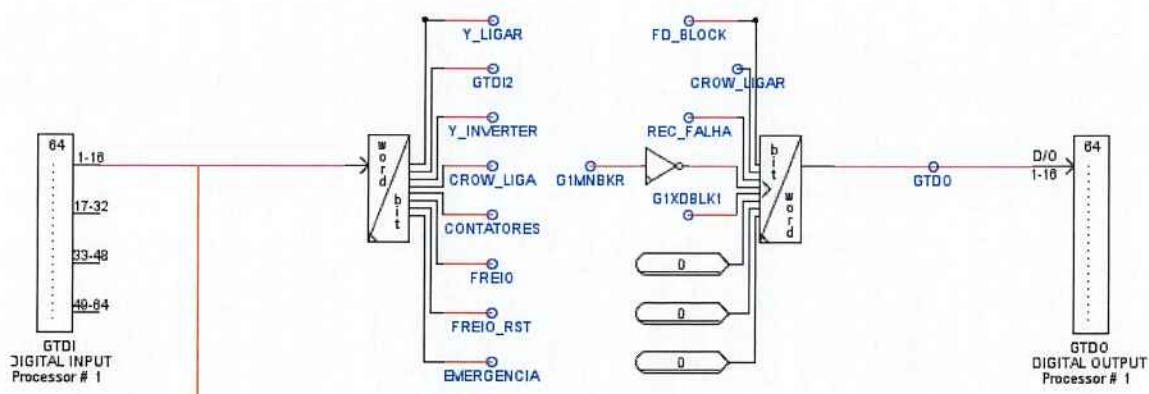 Y_LIGAR
FD_BLOCK
GTDI2
CROW_LIGAR
64
1-16
17-32
33-48
49-64
GTDI
DIGITAL INPUT
Processor # 1
word
bit
Y_INVERTER
REC_FALHA
CROW_LIGA
G1MNBKR
CONTATORES
G1XDBLK1
FREIO
0
FREIO_RST
0
EMERGENCIA
0
bit
word
GTDO
D/O
1-16
64
GTDO
DIGITAL OUTPUT
Processor # 1